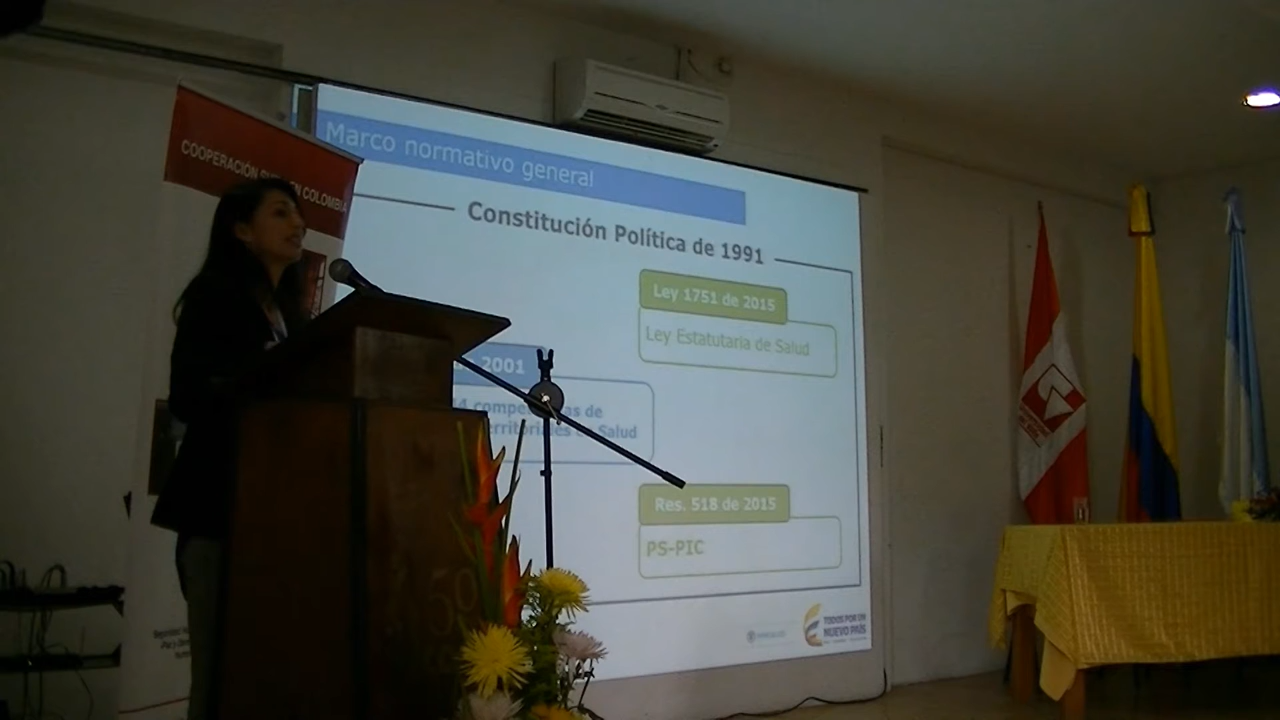 COOPERACIÓN EN COLOMBIA
Marco normativo general
Constitución Política de 1991
Ley 1751 de 2015
Ley Estatutaria de Salud
2001
de
Salud
Res. 518 de 2015
PS-PIC
TODOS POR UN
NUEVO PAÍS